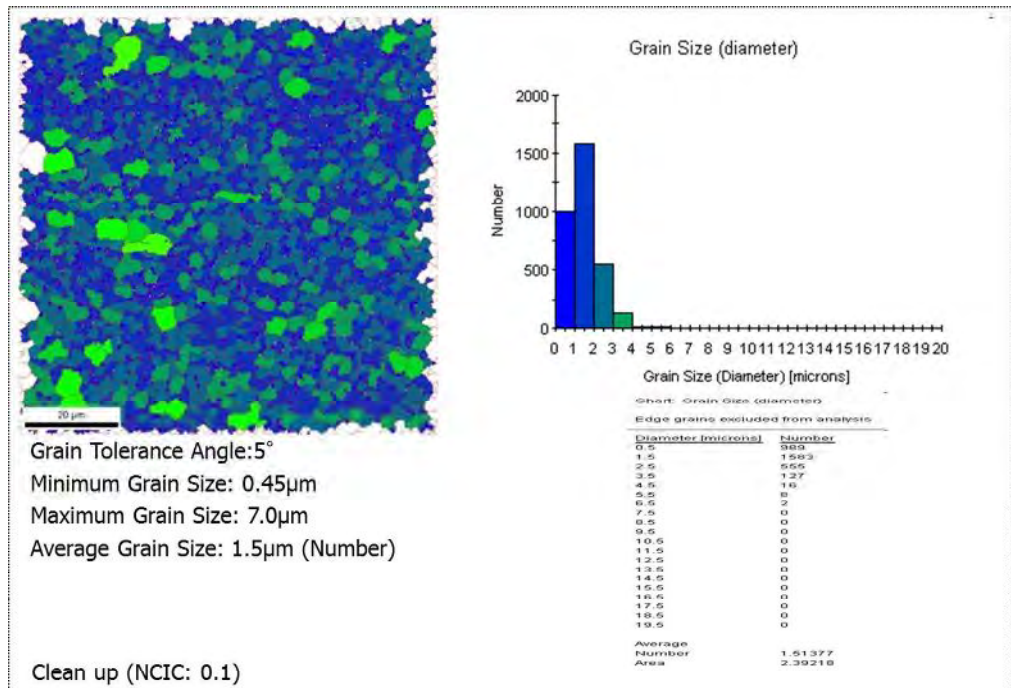 Grain Size (diameter)
2000
1500
1000
500
0
Number
0 1 2 3 4 5 6 7 8 9 10 11 12 13 14 15 16 17 18 19 20
Grain Size (Diameter) [microns]
20 µm
Grain Tolerance Angle:5°
Minimum Grain Size: 0.45µm
Maximum Grain Size: 7.0µm
Average Grain Size: 1.5µm (Number)
Clean up (NCIC: 0.1)
Chart: Grain Size (diameter)
Edge grains excluded from analysis
Diameter [microns] Number
0.5 989
1.5 1583
2.5 555
3.5 127
4.5 16
5.5 8
6.5 2
7.5 0
8.5 0
9.5 0
10.5 0
11.5 0
12.5 0
13.5 0
14.5 0
15.5 0
16.5 0
17.5 0
18.5 0
19.5 0
Average
Number 1.51377
Area 2.39218